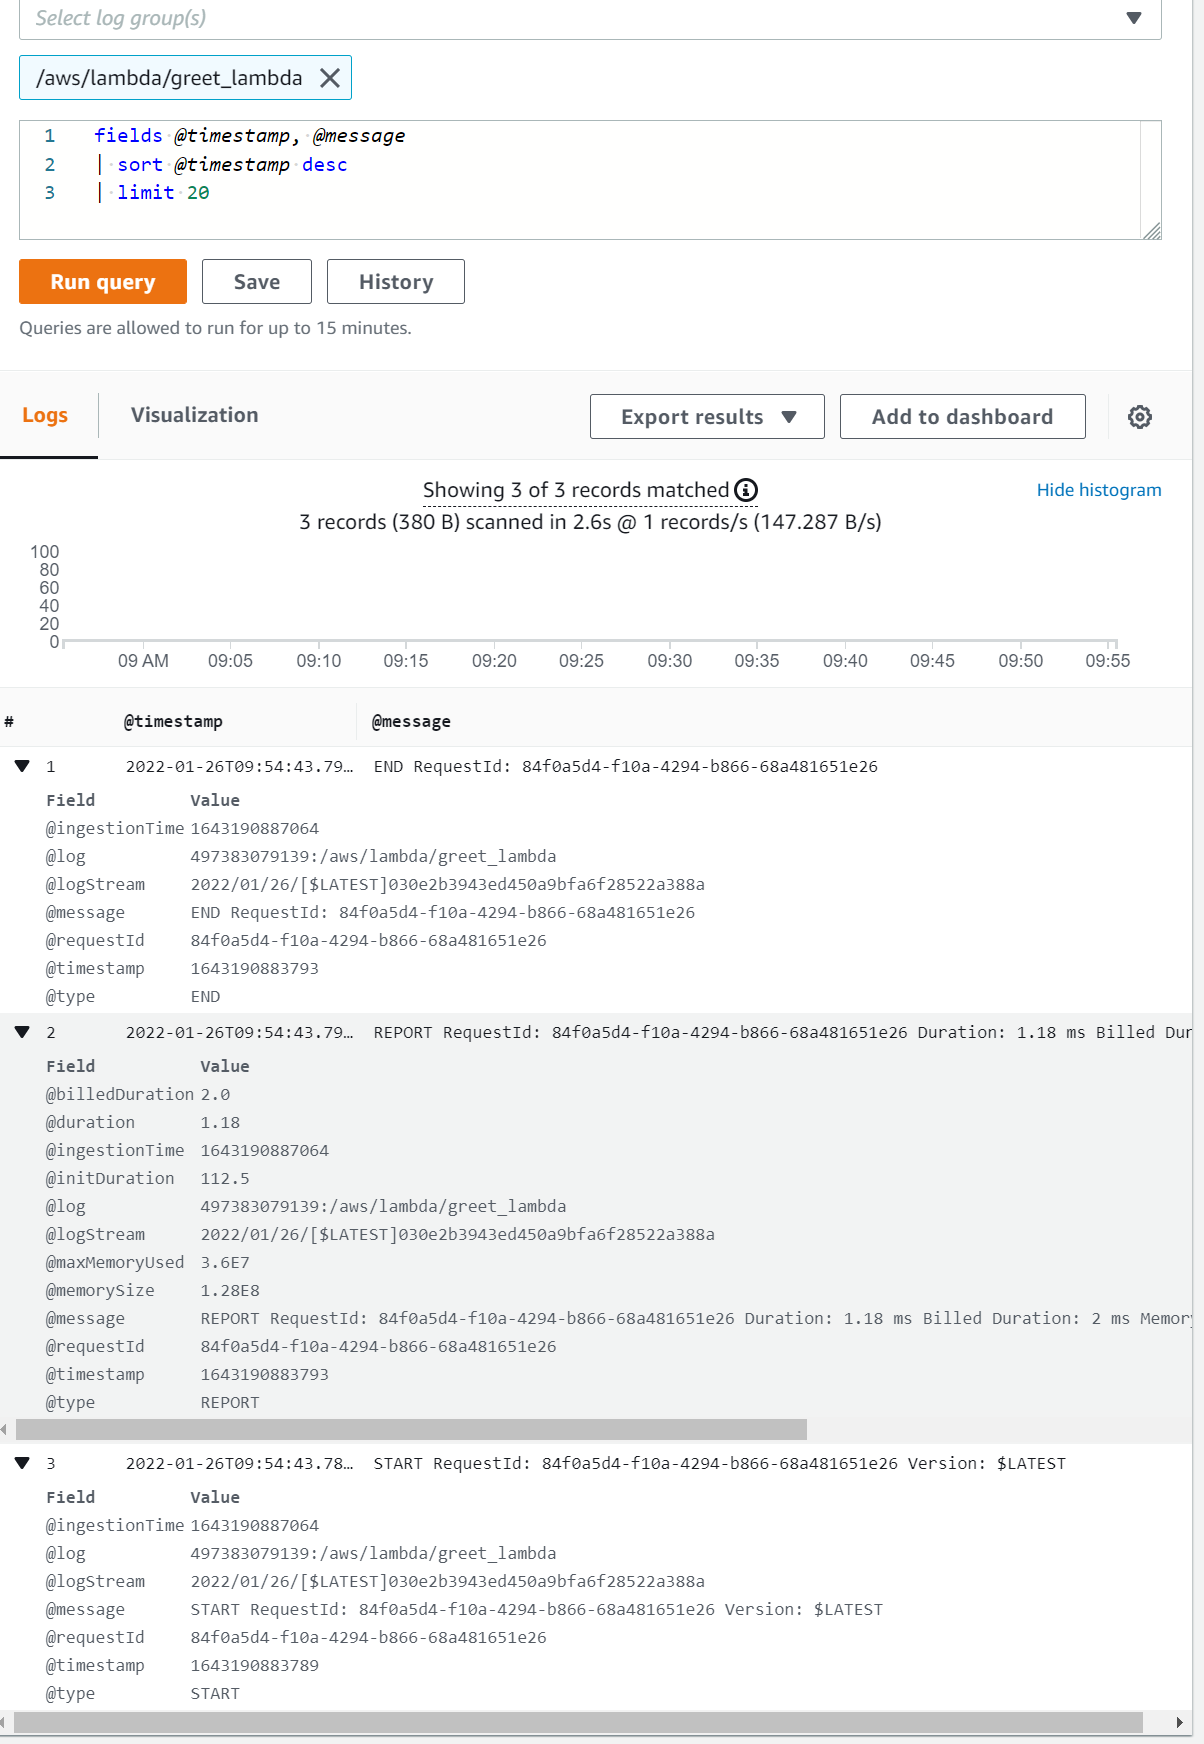 Select log group(s)
/aws/lambda/greet_lambda
1 fields @timestamp, @message
2 | sort @timestamp desc
3 | limit 20
Run query Save History
Queries are allowed to run for up to 15 minutes.
Logs Visualization Export results Add to dashboard
Showing 3 of 3 records matched
Hide histogram
3 records (380 B) scanned in 2.6s @ 1 records/s (147.287 B/s)
100
80
60
40
20
0
09 AM 09:05 09:10 09:15 09:20 09:25 09:30 09:35 09:40 09:45 09:50 09:55
# @timestamp @message
1 2022-01-26T09:54:43.79… END RequestId: 84f0a5d4-f10a-4294-b866-68a481651e26
Field Value
@ingestionTime 1643190887064
@log 497383079139:/aws/lambda/greet_lambda
@logStream 2022/01/26/[$LATEST]030e2b3943ed450a9bfa6f28522a388a
@message END RequestId: 84f0a5d4-f10a-4294-b866-68a481651e26
@requestId 84f0a5d4-f10a-4294-b866-68a481651e26
@timestamp 1643190883793
@type END
2 2022-01-26T09:54:43.79… REPORT RequestId: 84f0a5d4-f10a-4294-b866-68a481651e26 Duration: 1.18 ms Billed Dur
Field Value
@billedDuration 2.0
@duration 1.18
@ingestionTime 1643190887064
@initDuration 112.5
@log 497383079139:/aws/lambda/greet_lambda
@logStream 2022/01/26/[$LATEST]030e2b3943ed450a9bfa6f28522a388a
@maxMemoryUsed 3.6E7
@memorySize 1.28E8
@message REPORT RequestId: 84f0a5d4-f10a-4294-b866-68a481651e26 Duration: 1.18 ms Billed Duration: 2 ms Memory
@requestId 84f0a5d4-f10a-4294-b866-68a481651e26
@timestamp 1643190883793
@type REPORT
3 2022-01-26T09:54:43.78… START RequestId: 84f0a5d4-f10a-4294-b866-68a481651e26 Version: $LATEST
Field Value
@ingestionTime 1643190887064
@log 497383079139:/aws/lambda/greet_lambda
@logStream 2022/01/26/[$LATEST]030e2b3943ed450a9bfa6f28522a388a
@message START RequestId: 84f0a5d4-f10a-4294-b866-68a481651e26 Version: $LATEST
@requestId 84f0a5d4-f10a-4294-b866-68a481651e26
@timestamp 1643190883789
@type START